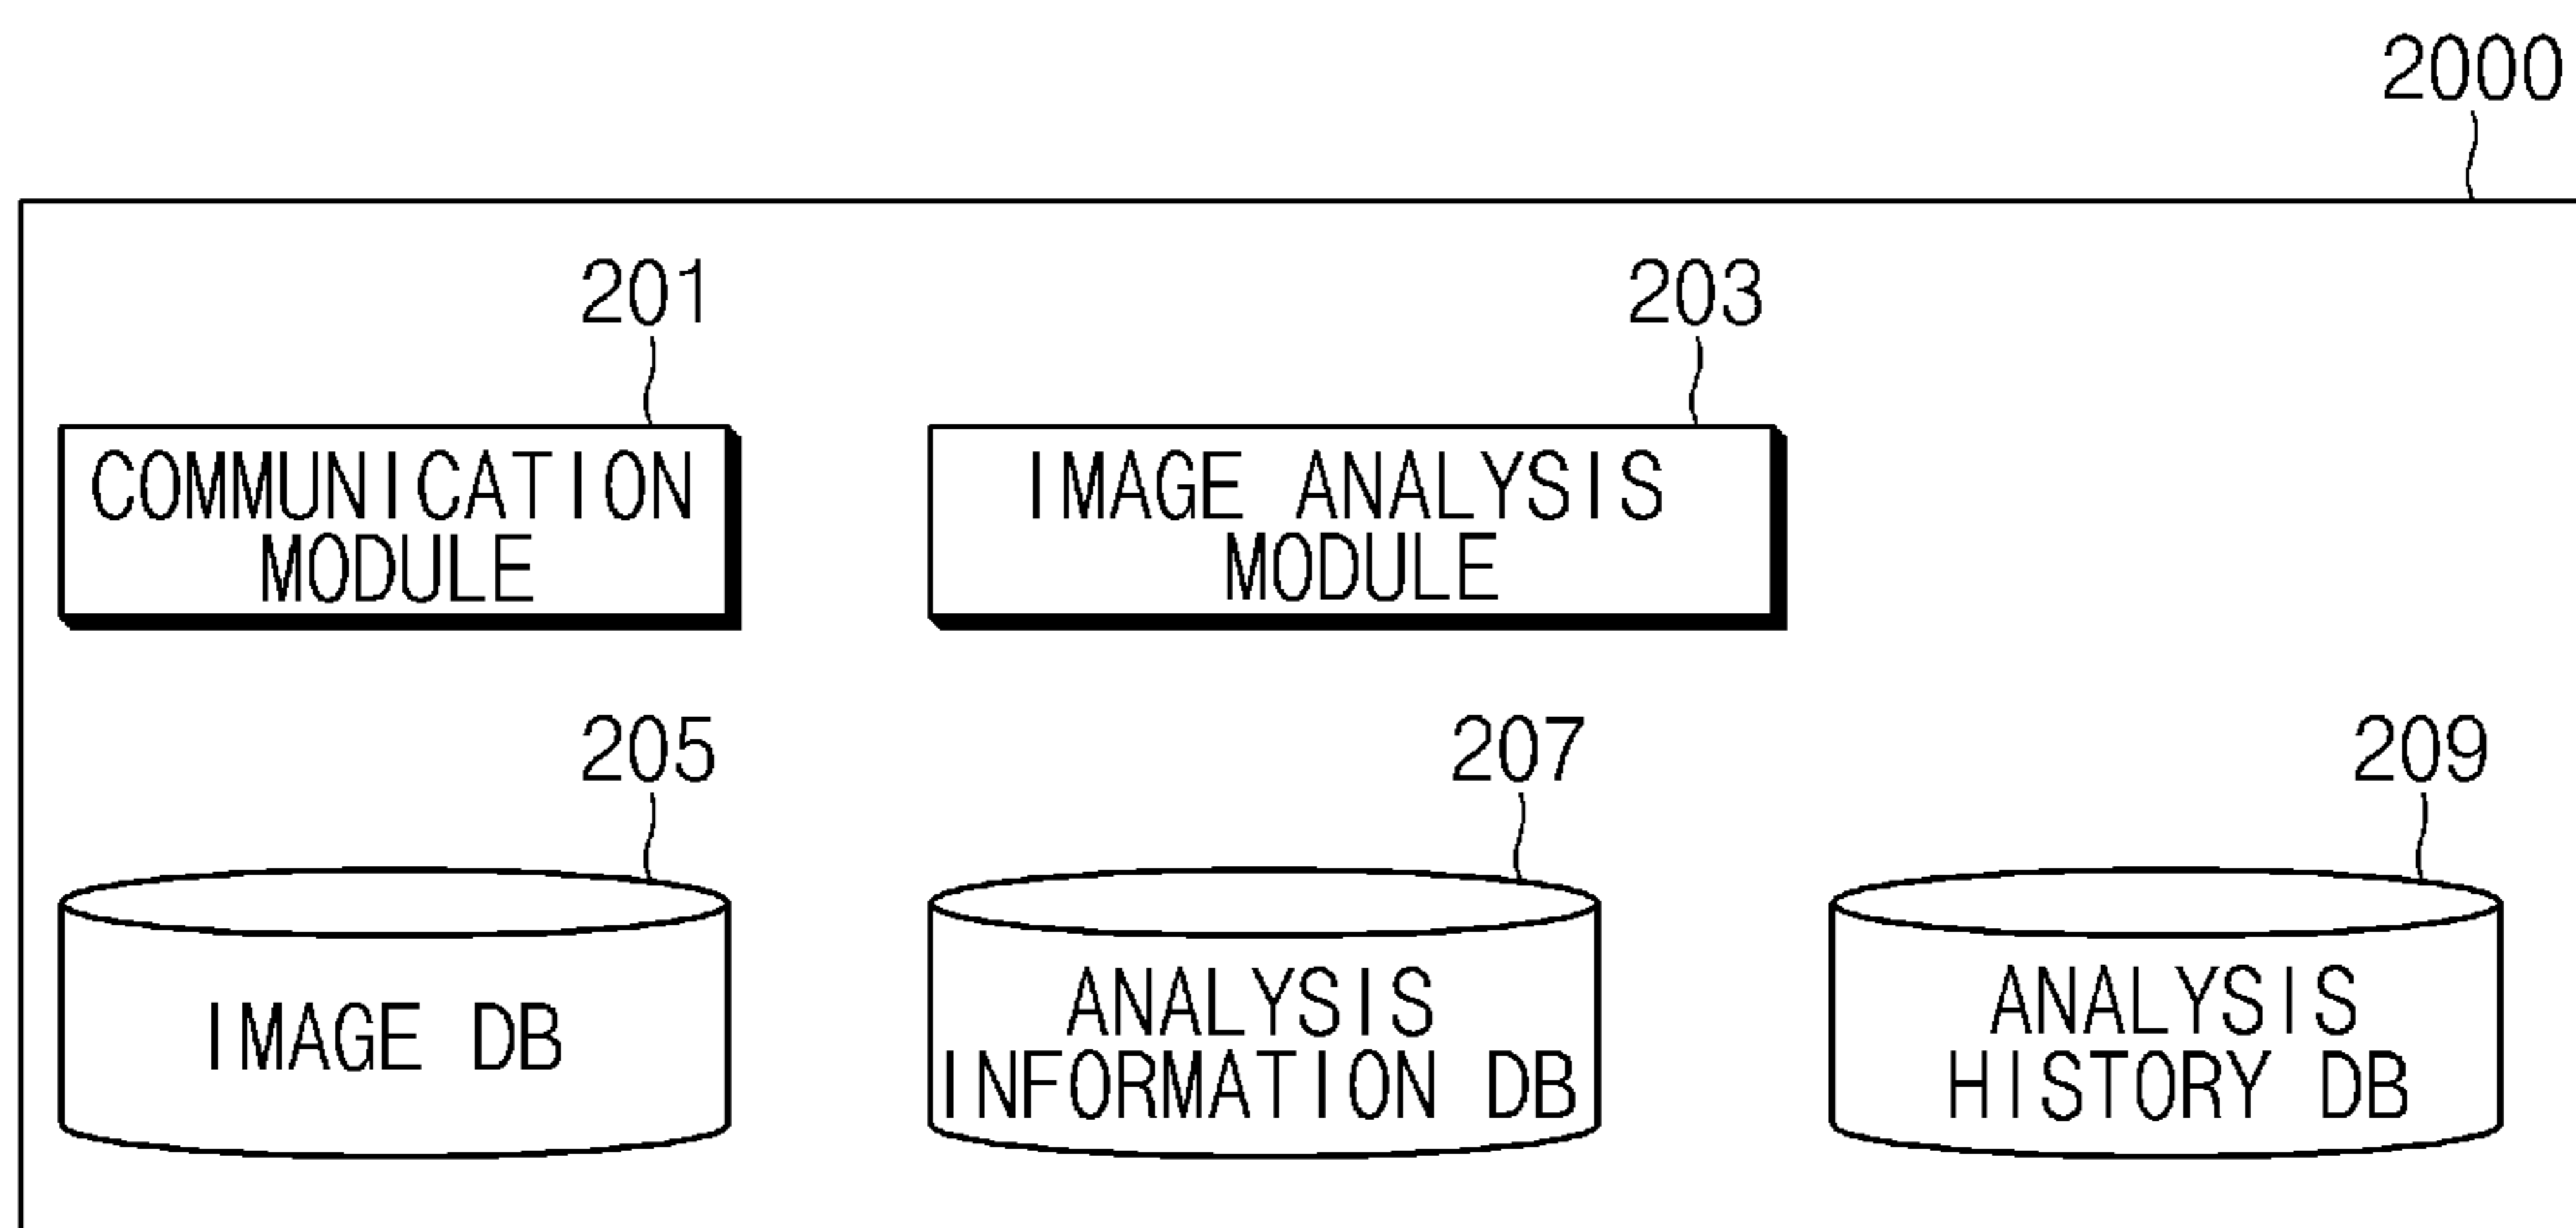 2000
201
203
COMMUNICATION
MODULE
IMAGE ANALYSIS
MODULE
205
207
209
IMAGE DB
ANALYSIS
INFORMATION DB
ANALYSIS
HISTORY DB